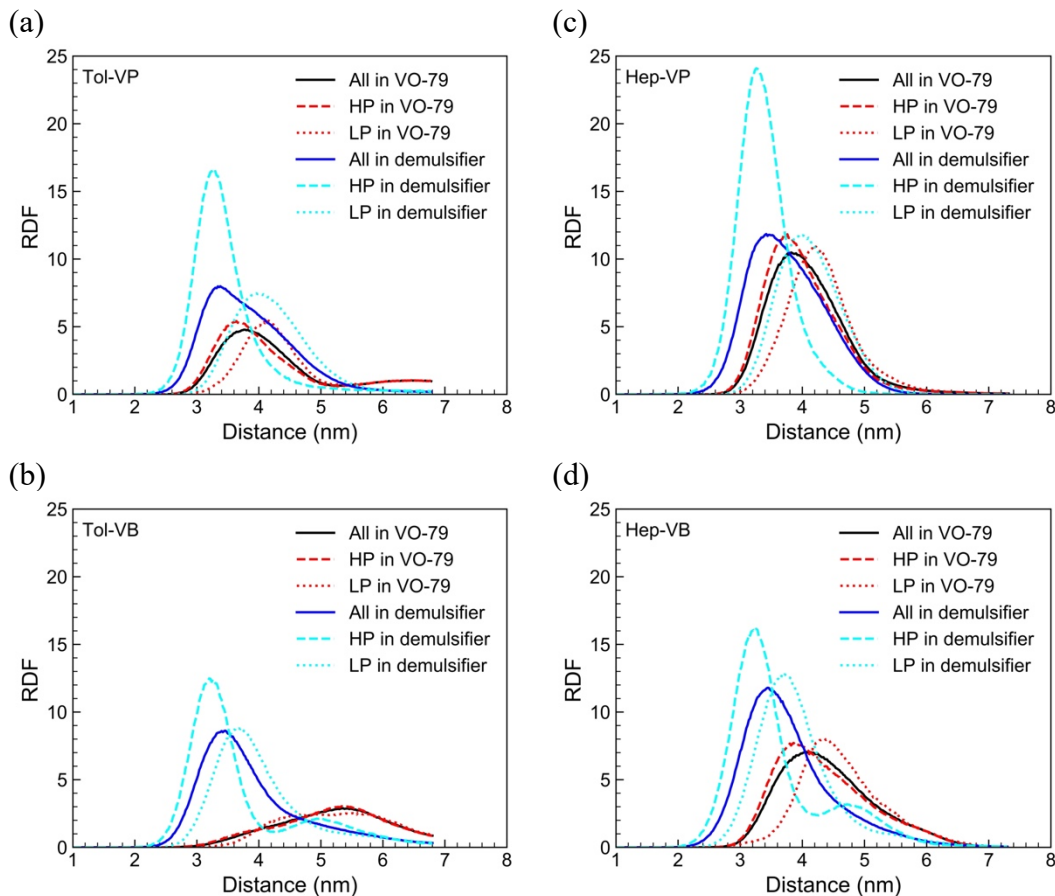 (a)
25
20
15
10
5
0
RDF
Tol-VP
All in VO-79
HP in VO-79
LP in VO-79
All in demulsifier
HP in demulsifier
LP in demulsifier
1 2 3 4 5 6 7 8
Distance (nm)
(c)
25
20
15
10
5
0
RDF
Hep-VP
All in VO-79
HP in VO-79
LP in VO-79
All in demulsifier
HP in demulsifier
LP in demulsifier
1 2 3 4 5 6 7 8
Distance (nm)
(b)
25
20
15
10
5
0
RDF
Tol-VB
All in VO-79
HP in VO-79
LP in VO-79
All in demulsifier
HP in demulsifier
LP in demulsifier
1 2 3 4 5 6 7 8
Distance (nm)
(d)
25
20
15
10
5
0
RDF
Hep-VB
All in VO-79
HP in VO-79
LP in VO-79
All in demulsifier
HP in demulsifier
LP in demulsifier
1 2 3 4 5 6 7 8
Distance (nm)